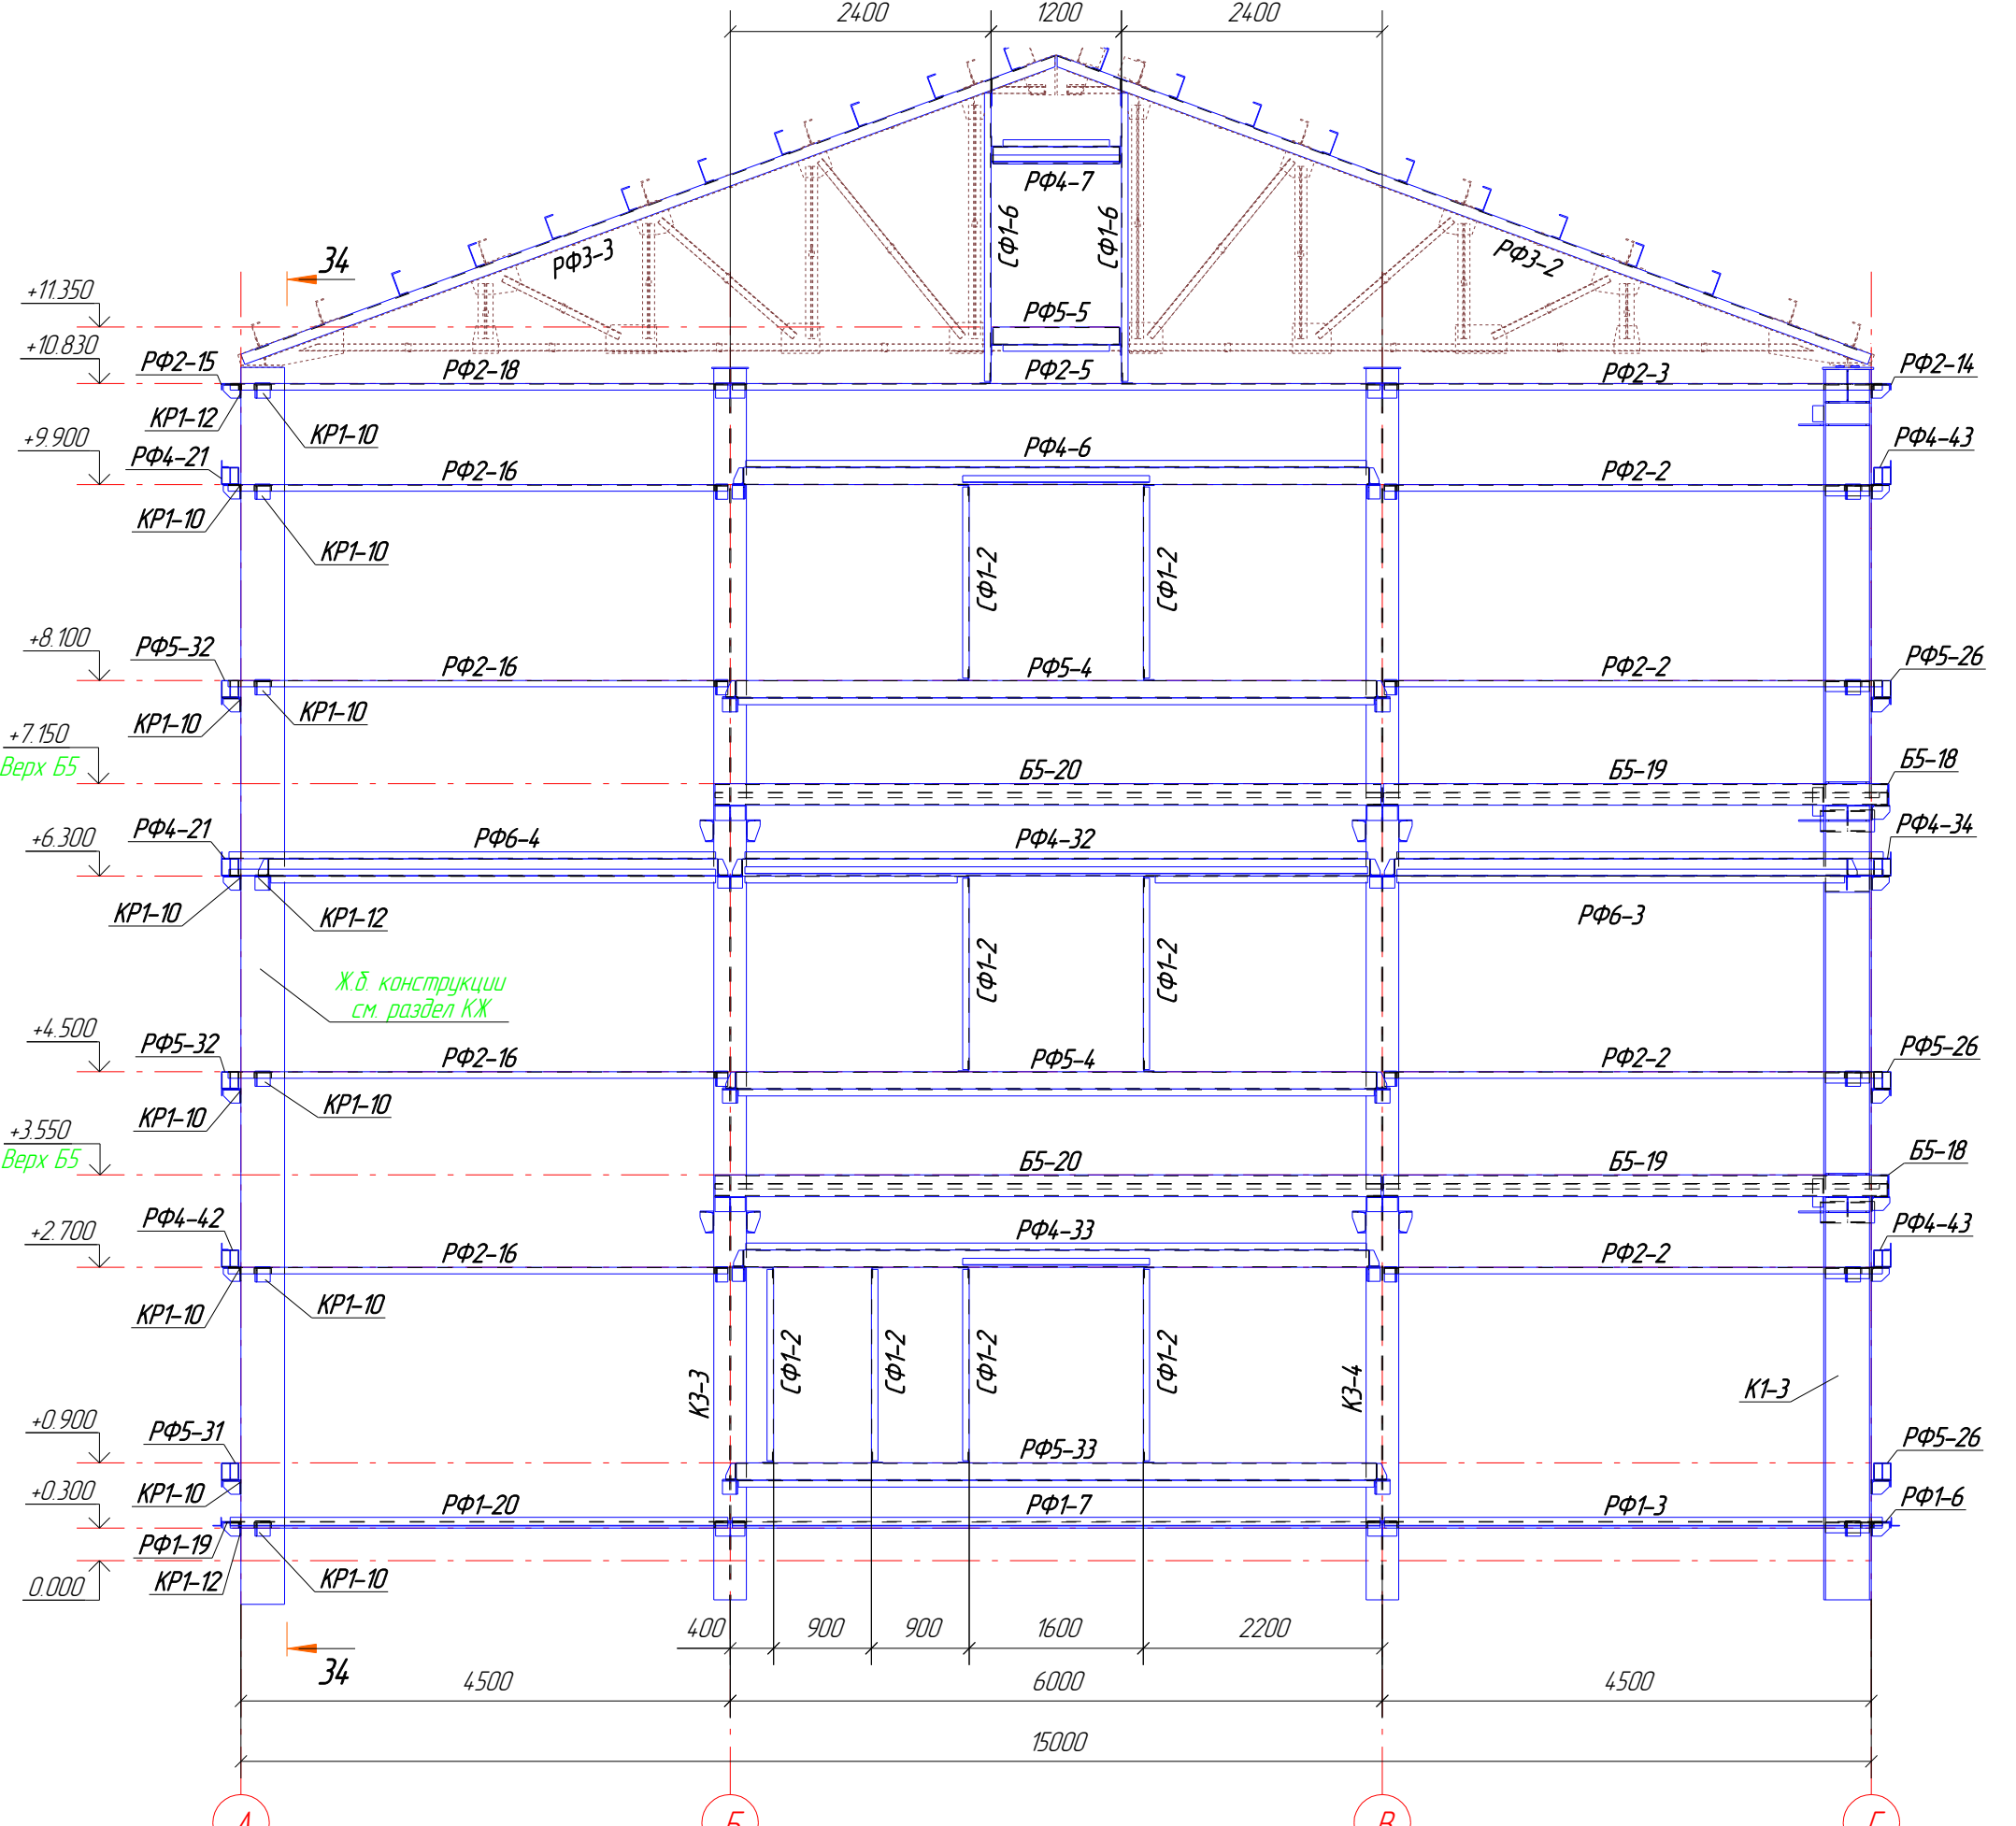 2400 1200 2400
РФ4-7
СФ1-6 СФ1-6
34
РФ3-3 РФ3-2
+11.350
РФ5-5
+10.830
РФ2-15 РФ2-18 РФ2-5 РФ2-3 РФ2-14
КР1-12 КР1-10
+9.900
РФ4-21 РФ4-6 РФ4-43
РФ2-16 РФ2-2
КР1-10
КР1-10
СФ1-2 СФ1-2
+8.100
РФ5-32 РФ2-16 РФ5-4 РФ2-2 РФ5-26
КР1-10 КР1-10
+7.150
Верх Б5 Б5-20 Б5-19 Б5-18
+6.300
РФ4-21 РФ6-4 РФ4-32 РФ4-34
КР1-10 КР1-12 РФ6-3
СФ1-2 СФ1-2
Ж.б. конструкции
см. раздел КЖ
+4.500
РФ5-32 РФ2-16 РФ5-4 РФ2-2 РФ5-26
КР1-10 КР1-10
+3.550
Верх Б5 Б5-20 Б5-19 Б5-18
+2.700
РФ4-42 РФ4-33 РФ4-43
РФ2-16 РФ2-2
КР1-10 КР1-10
К3-3 СФ1-2 СФ1-2 СФ1-2 СФ1-2 К3-4 К1-3
+0.900
РФ5-31 РФ5-33 РФ5-26
КР1-10
+0.300
РФ1-20 РФ1-7 РФ1-3 РФ1-6
РФ1-19
КР1-12 КР1-10
0.000
400 900 900 1600 2200
34
4500 6000 4500
15000
А Б В Г